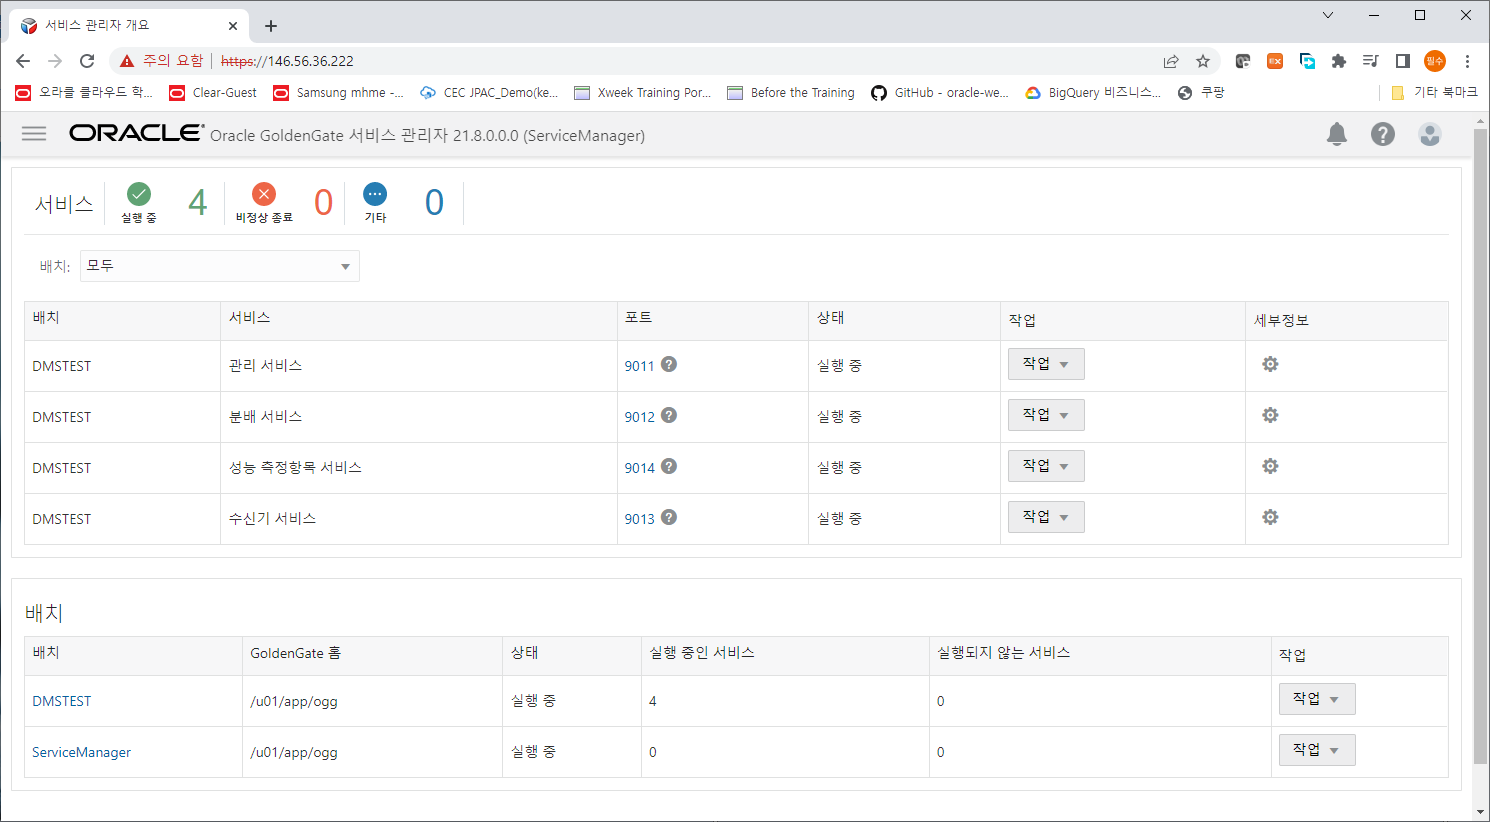 서비스 관리자 개요
주의 요함 https://146.56.36.222
필수
오라클 클라우드 학... Clear-Guest Samsung mhme -... CEC JPAC_Demo(ke... Xweek Training Por... Before the Training GitHub - oracle-we... BigQuery 비즈니스... 쿠팡 기타 북마크
ORACLE Oracle GoldenGate 서비스 관리자 21.8.0.0.0 (ServiceManager)
서비스 실행 중 4 비정상 종료 0 기타 0
배치: 모두
배치 서비스 포트 상태 작업 세부정보
DMSTEST 관리 서비스 9011 실행 중 작업
DMSTEST 분배 서비스 9012 실행 중 작업
DMSTEST 성능 측정항목 서비스 9014 실행 중 작업
DMSTEST 수신기 서비스 9013 실행 중 작업
배치
배치 GoldenGate 홈 상태 실행 중인 서비스 실행되지 않는 서비스 작업
DMSTEST /u01/app/ogg 실행 중 4 0 작업
ServiceManager /u01/app/ogg 실행 중 0 0 작업